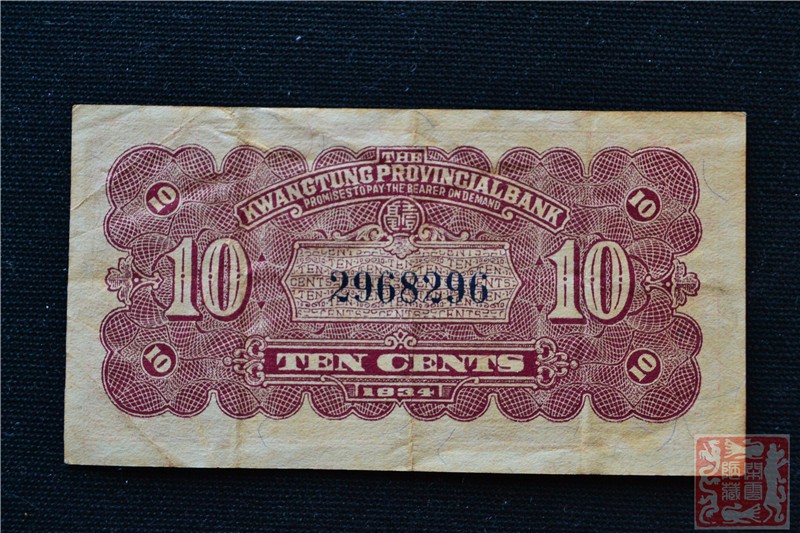 THE
KWANGTUNG PROVINCIAL BANK
PROMISES TO PAY THE BEARER ON DEMAND
10
10
10
10
2968296
10
10
TEN CENTS
1934